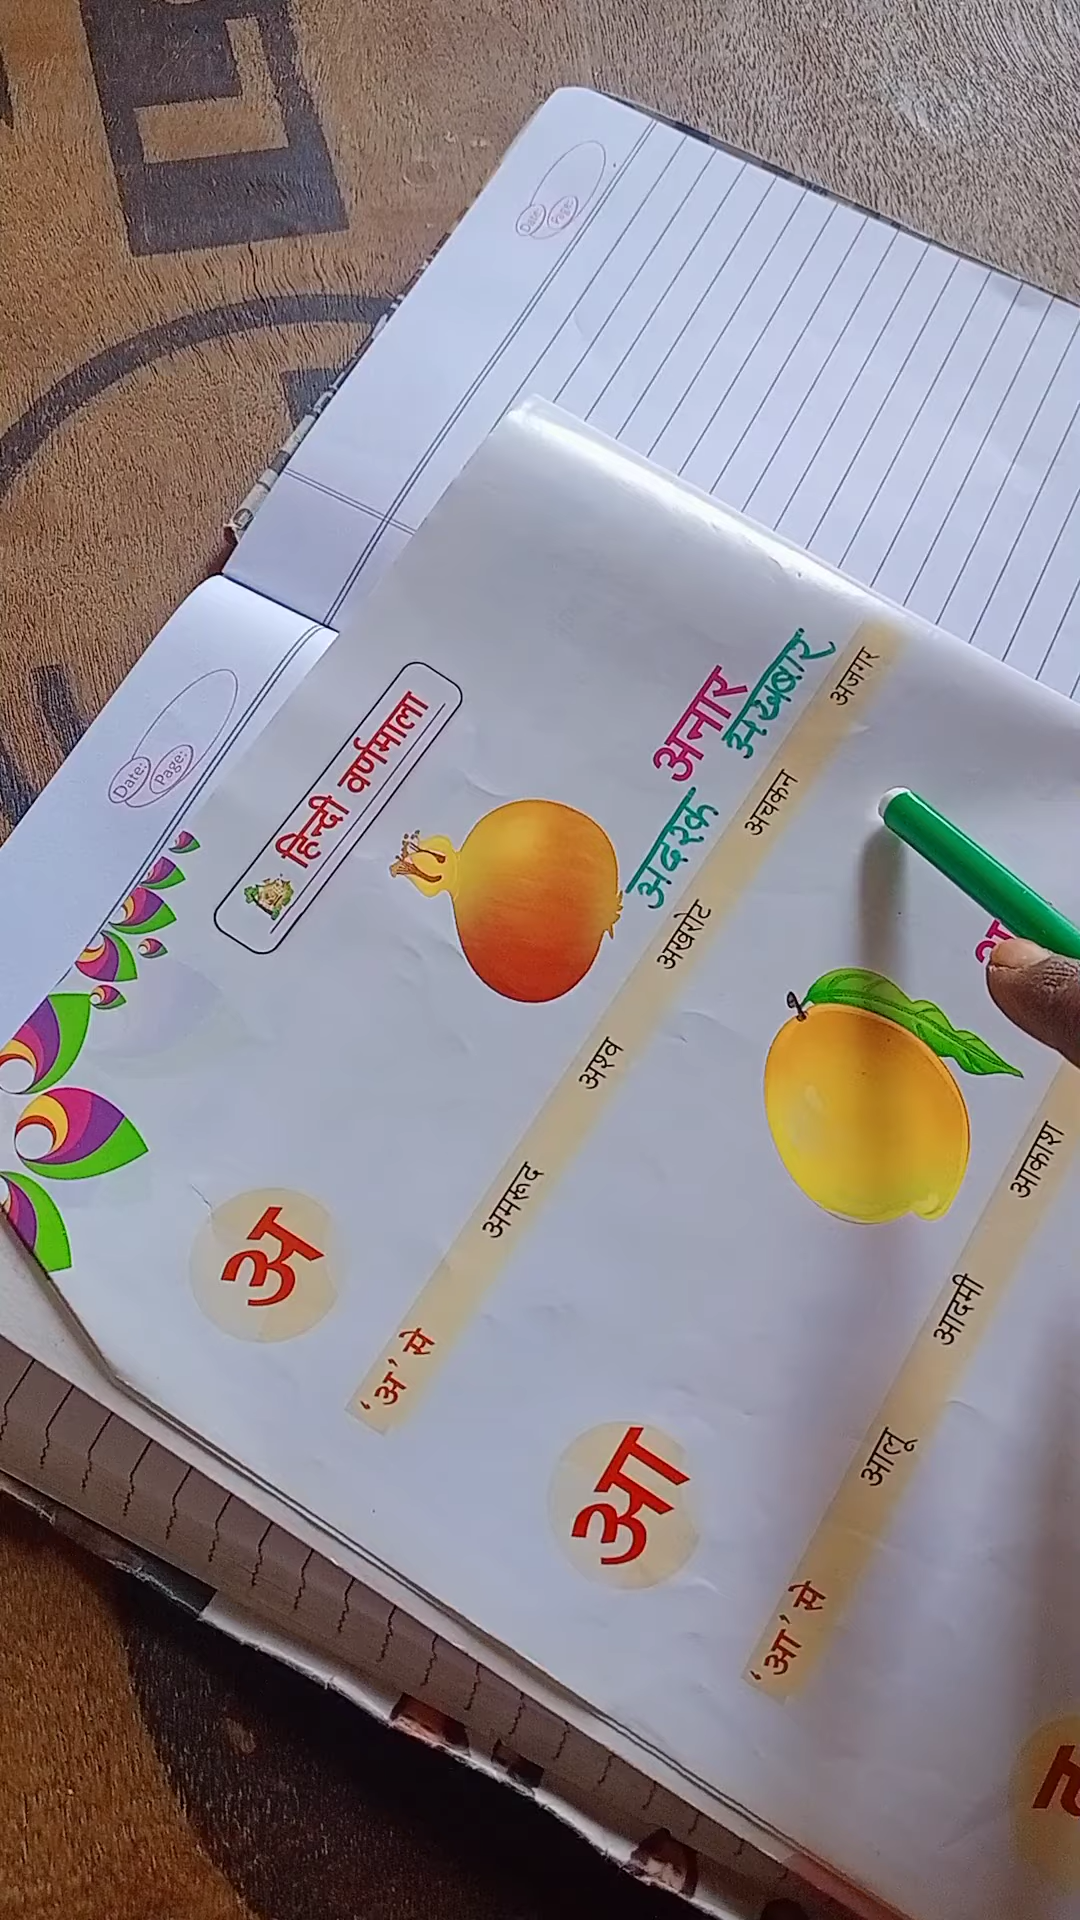 Date:
Page:
Date:
Page:
हिन्दी वर्णमाला
अ
अनार
अदरक अखबार
'अ' से अमरूद अश्व अखरोट अचकन अजगर
आ
'आ' से आलू आदमी आकाश